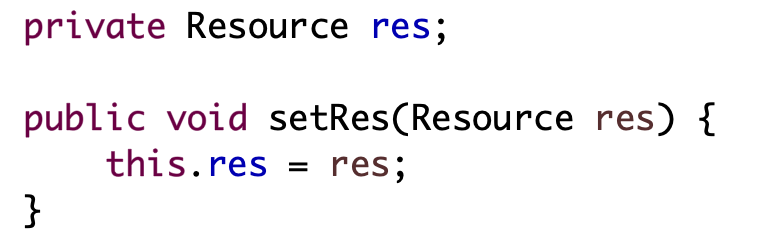 private Resource res;
public void setRes(Resource res) {
    this.res = res;
}